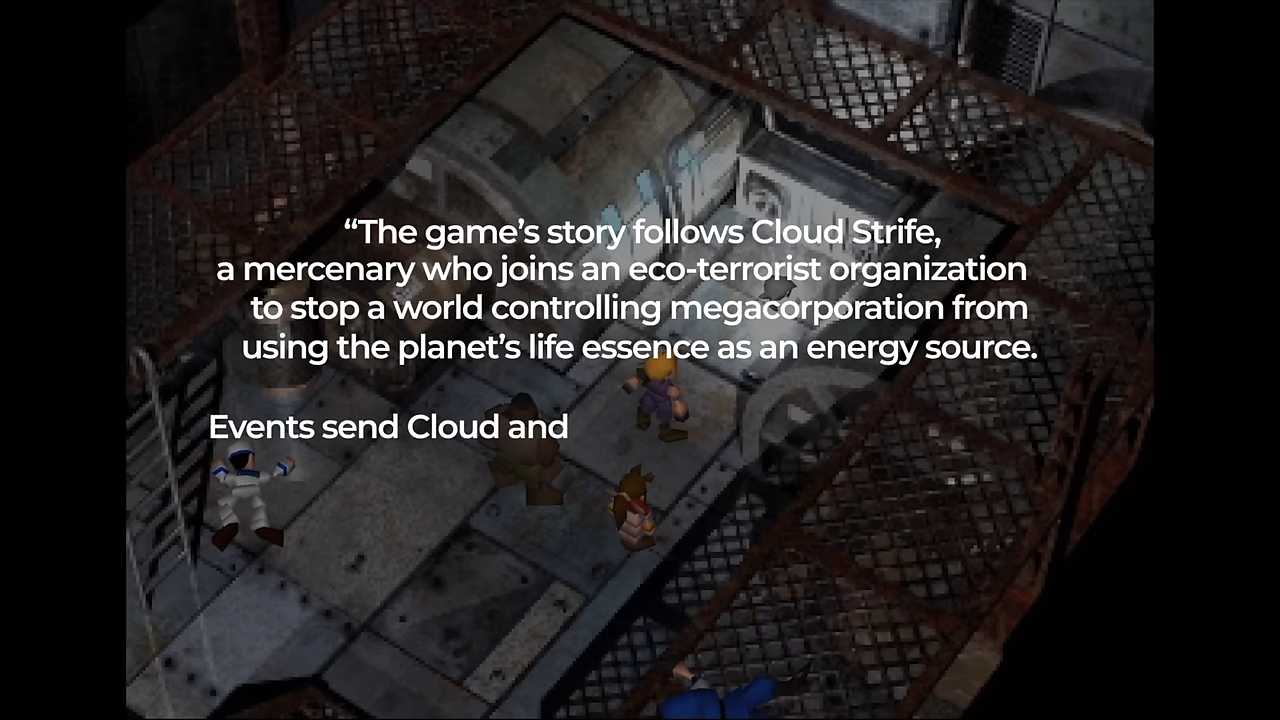 “The game’s story follows Cloud Strife,
a mercenary who joins an eco-terrorist organization
to stop a world controlling megacorporation from
using the planet’s life essence as an energy source.
Events send Cloud and